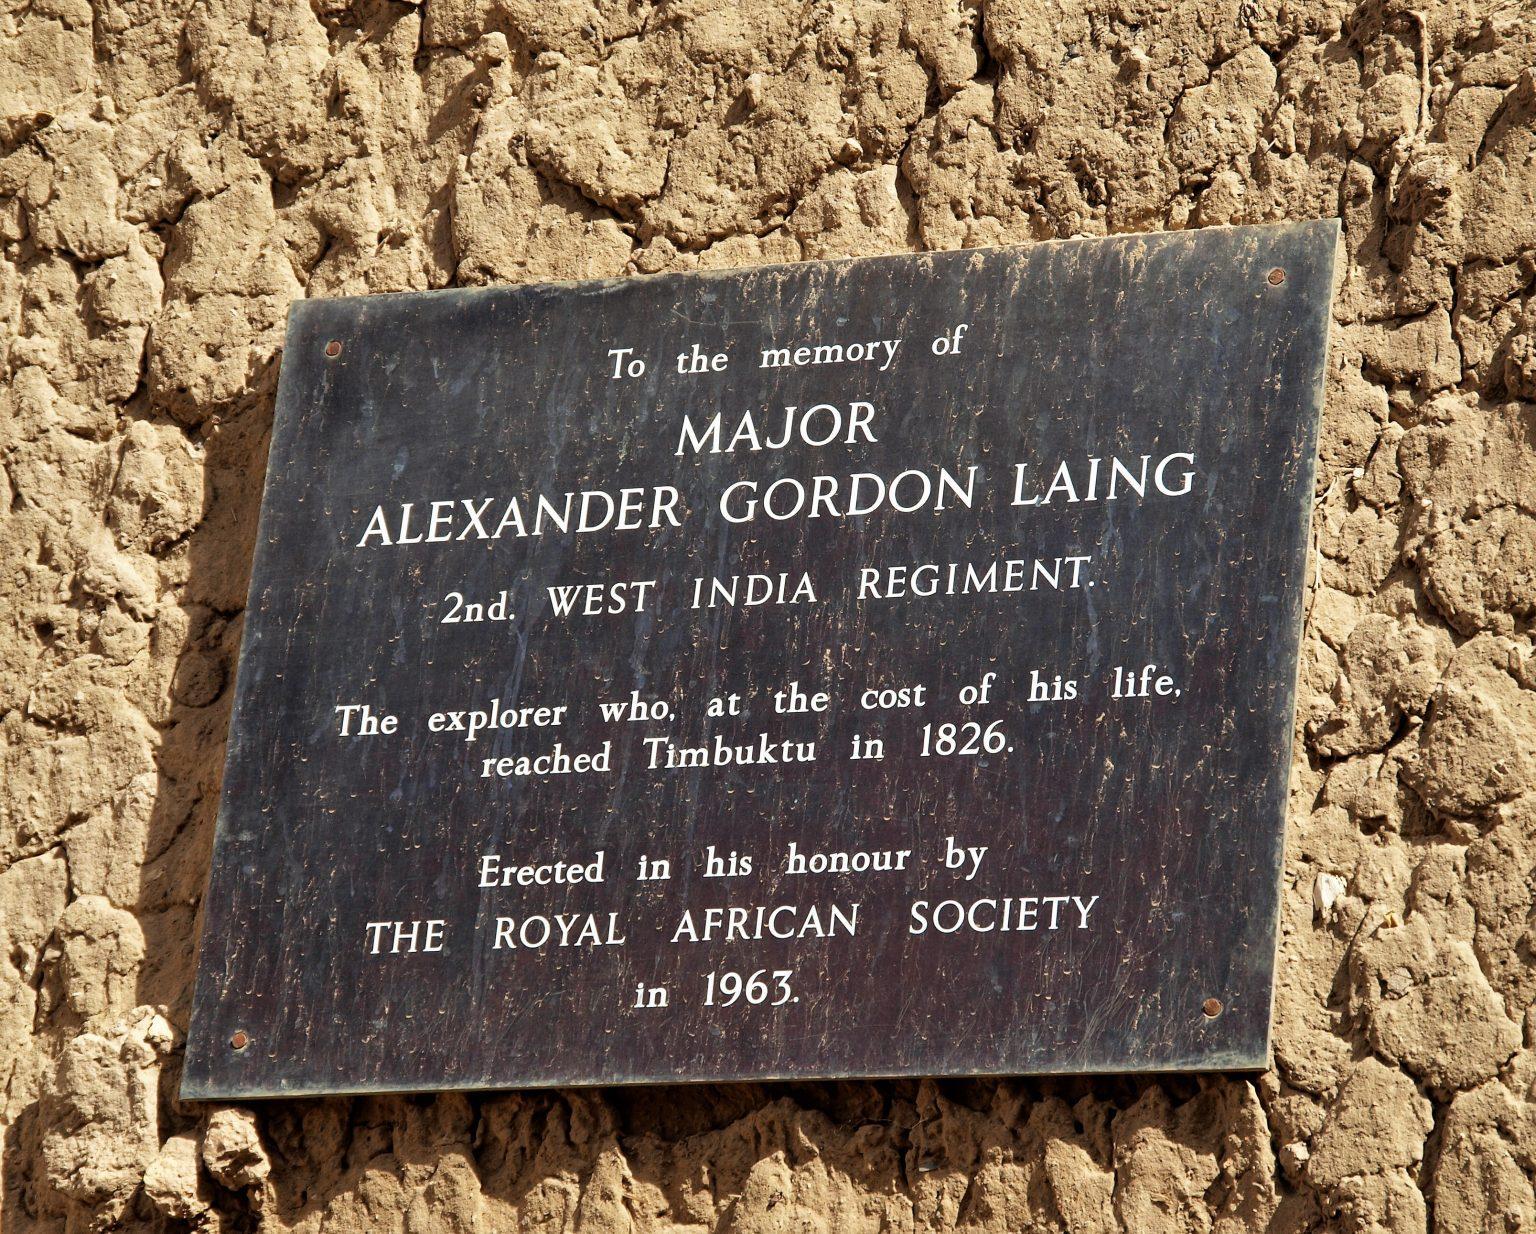 To the memory of
MAJOR
ALEXANDER GORDON LAING
2nd. WEST INDIA REGIMENT.
The explorer who, at the cost of his life,
reached Timbuktu in 1826.
Erected in his honour by
THE ROYAL AFRICAN SOCIETY
in 1963.